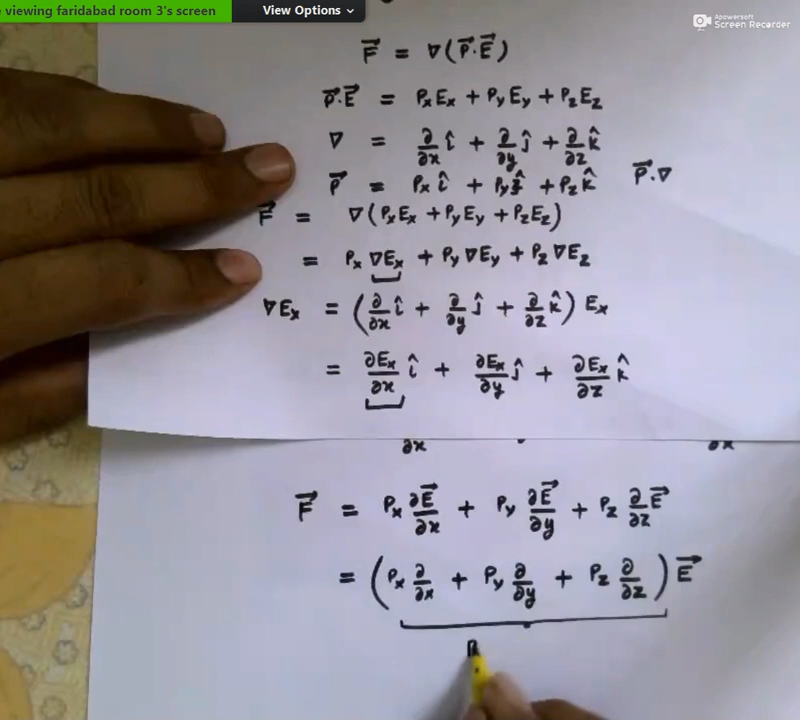 viewing faridabad room 3's screen View Options
Apowersoft
Screen Recorder
F⃗ = ∇(P⃗.E⃗)
P⃗.E⃗ = PxEx + PyEy + PzEz
∇ = ∂/∂x î + ∂/∂y ĵ + ∂/∂z k̂
P⃗ = Px î + Py ĵ + Pz k̂ P⃗.∇
F⃗ = ∇(PxEx + PyEy + PzEz)
= Px ∇Ex + Py ∇Ey + Pz ∇Ez
∇Ex = (∂/∂x î + ∂/∂y ĵ + ∂/∂z k̂) Ex
= ∂Ex/∂x î + ∂Ex/∂y ĵ + ∂Ex/∂z k̂
∂x ∂x
F⃗ = Px ∂E⃗/∂x + Py ∂E⃗/∂y + Pz ∂/∂z E⃗
= (Px ∂/∂x + Py ∂/∂y + Pz ∂/∂z) E⃗